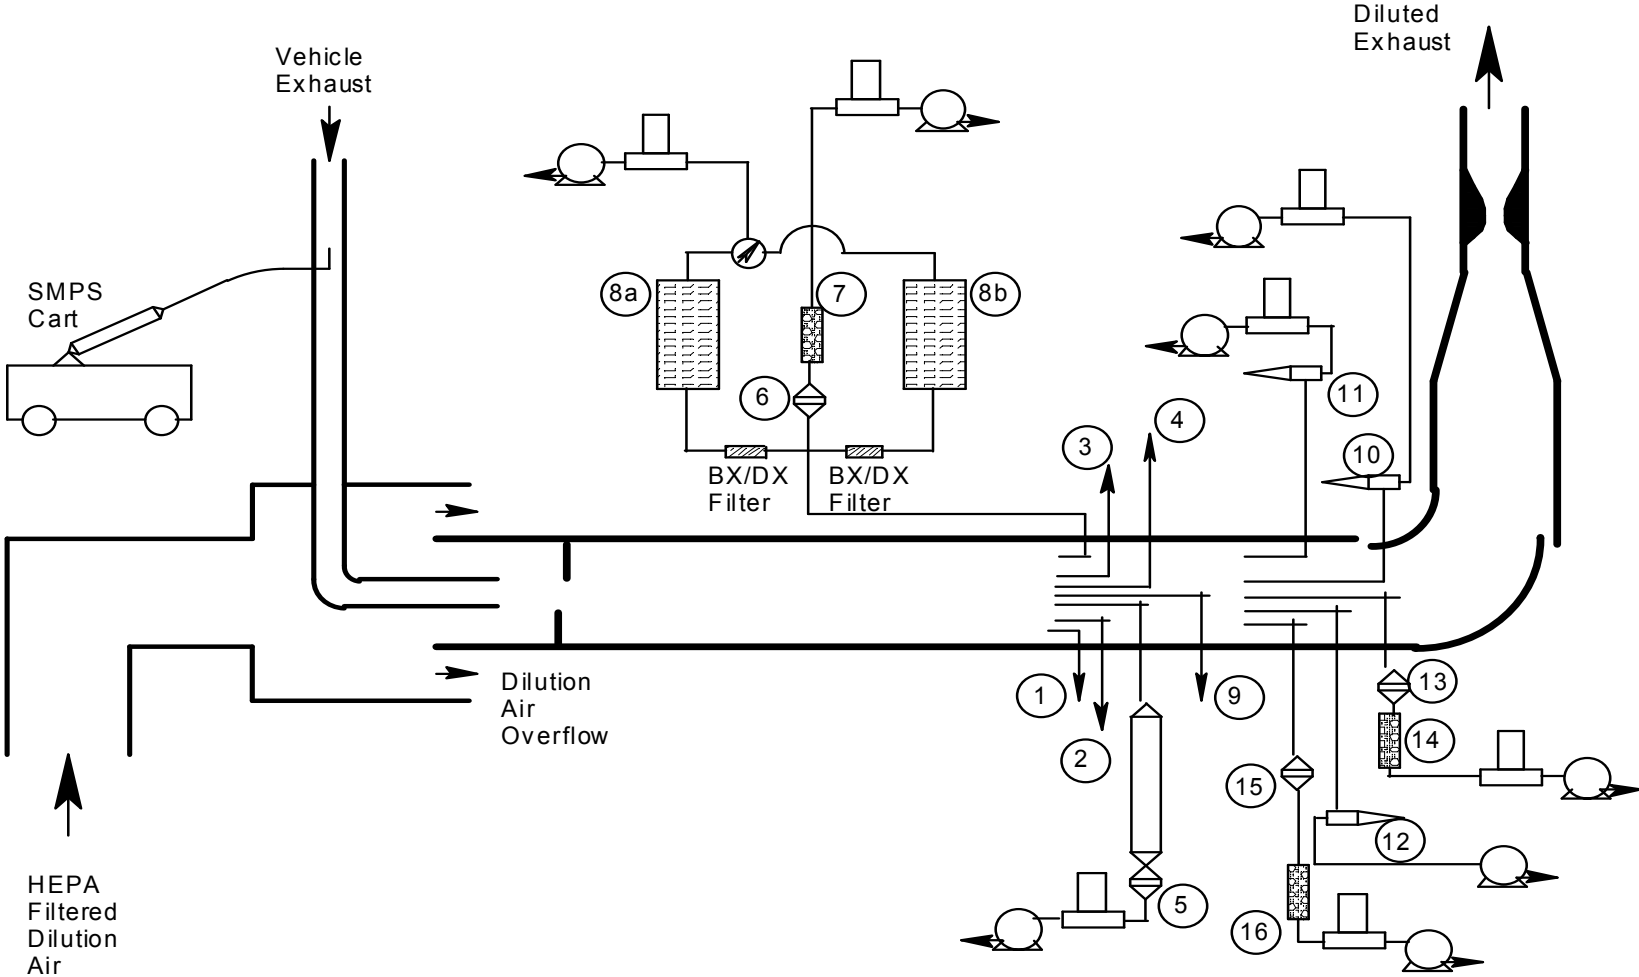 Diluted
Exhaust
Vehicle
Exhaust
SMPS
Cart
8a
7
8b
6
11
4
3
10
BX/DX
Filter
BX/DX
Filter
Dilution
Air
Overflow
1
9
2
13
14
15
12
5
16
HEPA
Filtered
Dilution
Air